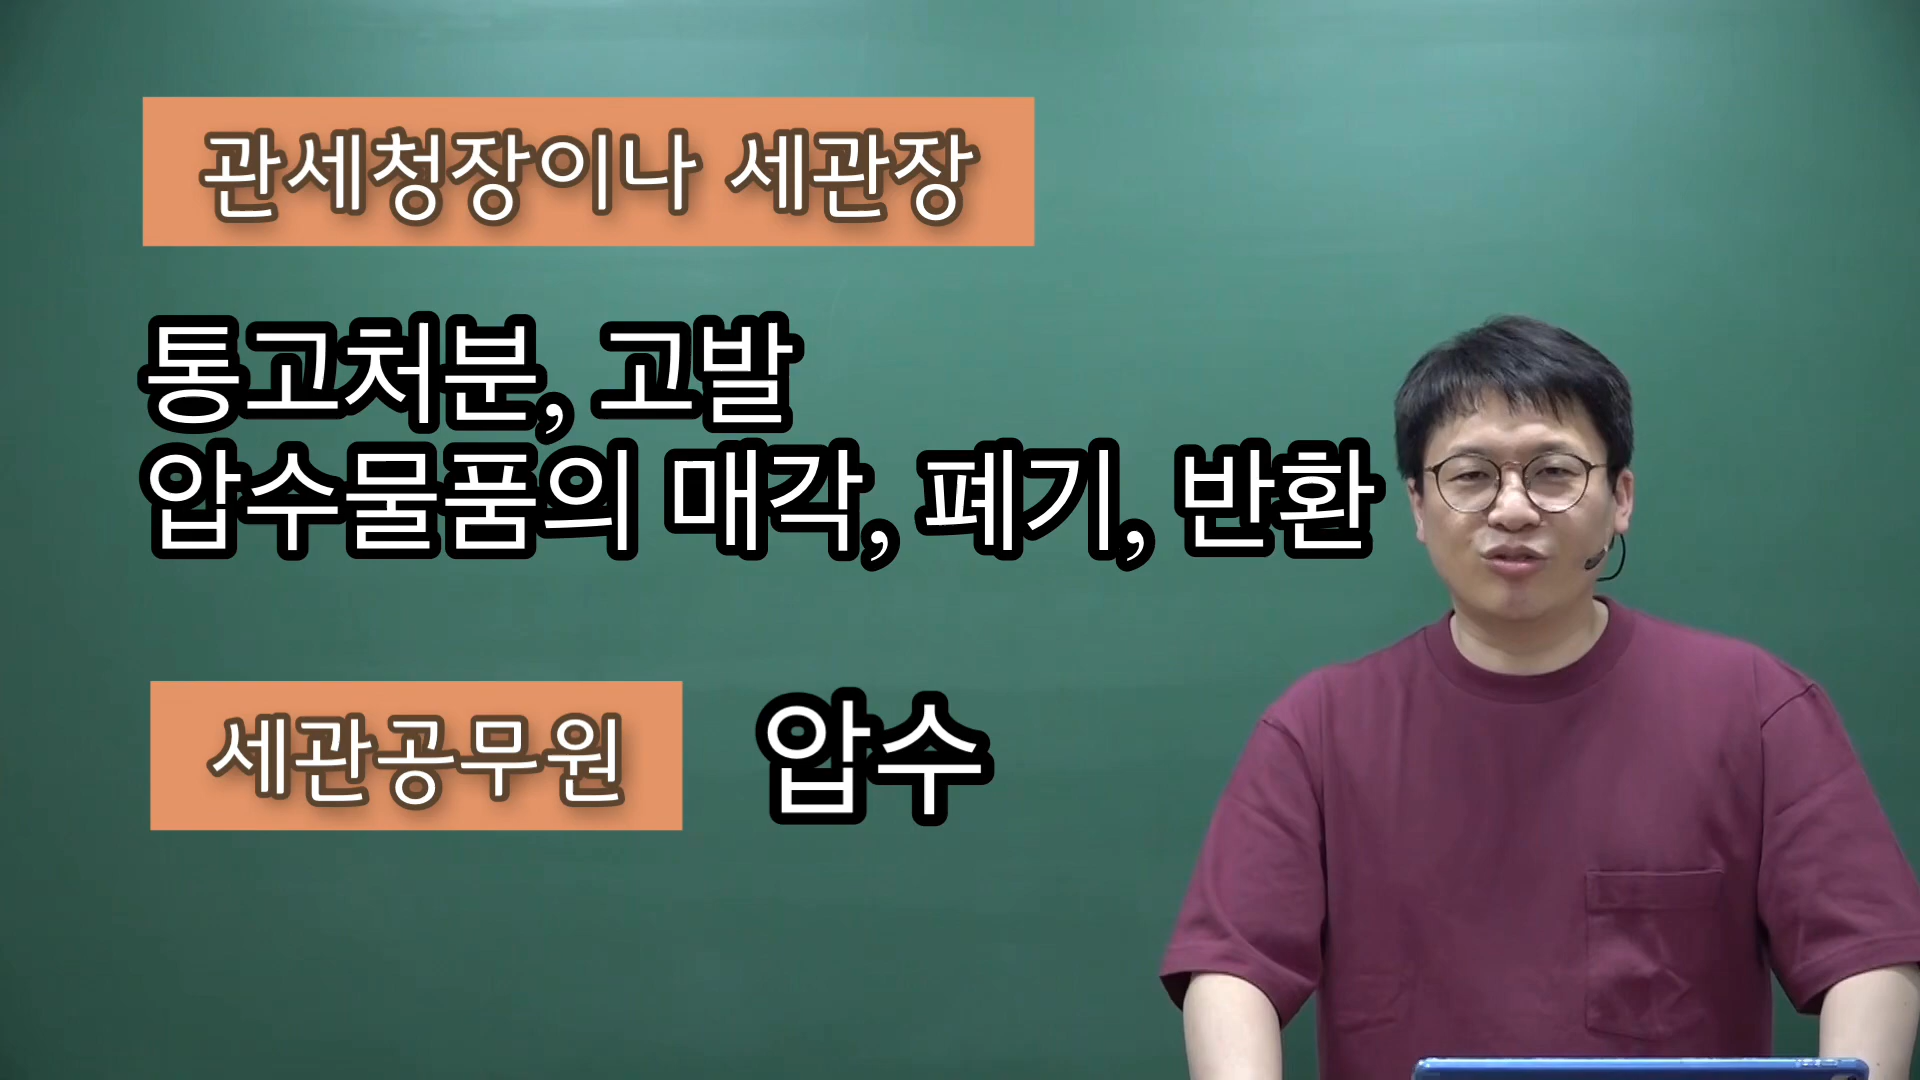 관세청장이나 세관장
통고처분, 고발
압수물품의 매각, 폐기, 반환
세관공무원 압수